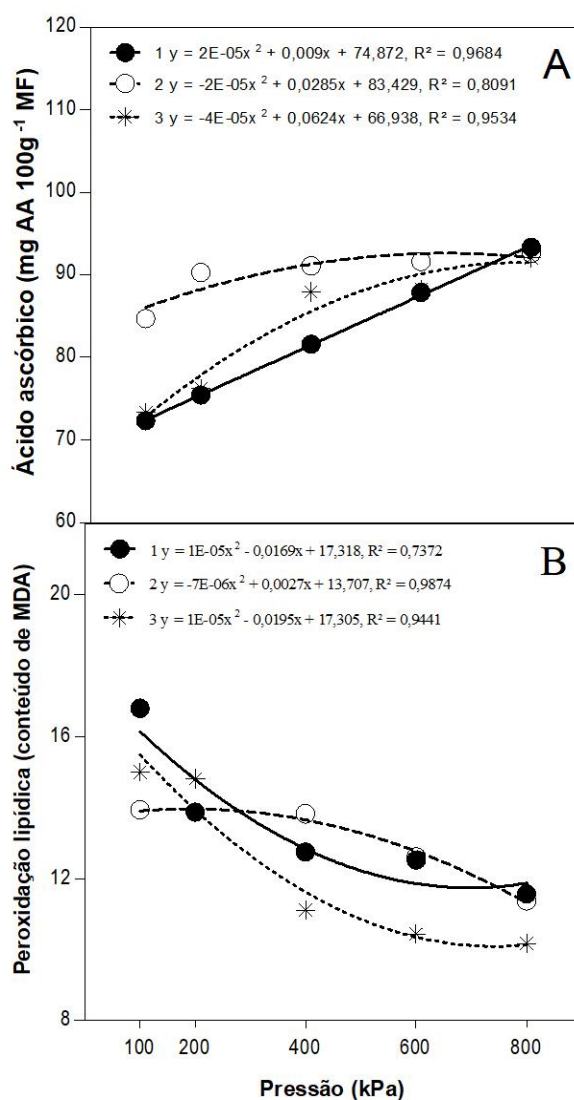 120
1 y = 2E-05x² + 0,009x + 74,872, R² = 0,9684
A
2 y = -2E-05x² + 0,0285x + 83,429, R² = 0,8091
110
3 y = -4E-05x² + 0,0624x + 66,938, R² = 0,9534
100
90
80
70
60
Ácido ascórbico (mg AA 100g⁻¹ MF)
1 y = 1E-05x² - 0,0169x + 17,318, R² = 0,7372
B
2 y = -7E-06x² + 0,0027x + 13,707, R² = 0,9874
20
3 y = 1E-05x² - 0,0195x + 17,305, R² = 0,9441
16
12
8
Peroxidação lipídica (conteúdo de MDA)
100 200 400 600 800
Pressão (kPa)